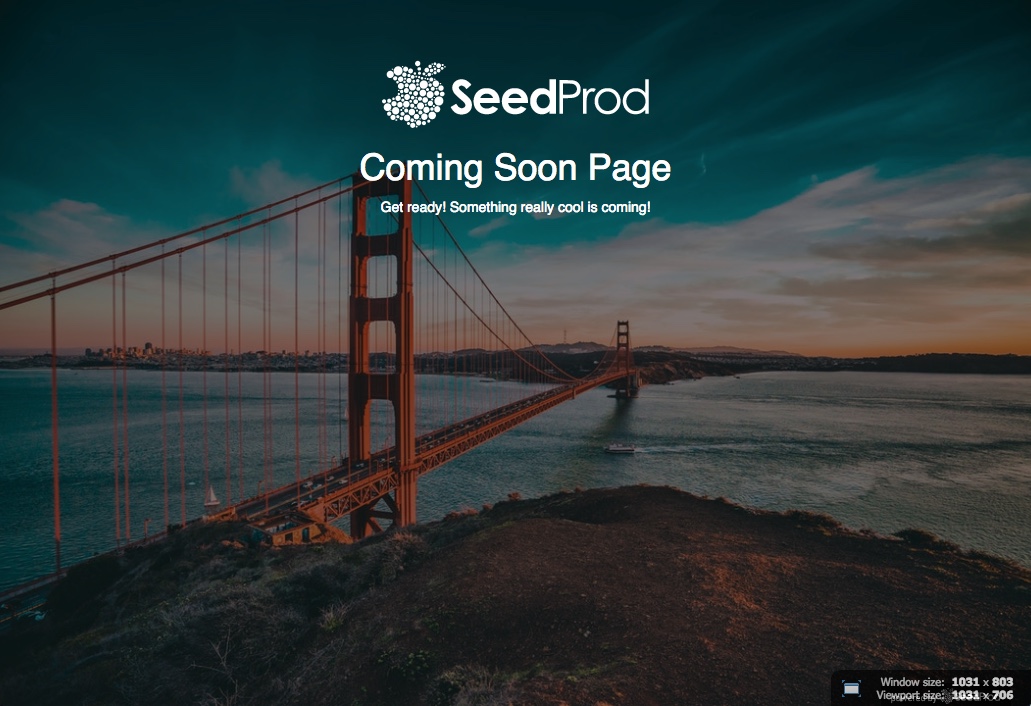 SeedProd
Coming Soon Page
Get ready! Something really cool is coming!
Window size: 1031 x 803
Viewport size: 1031 x 706